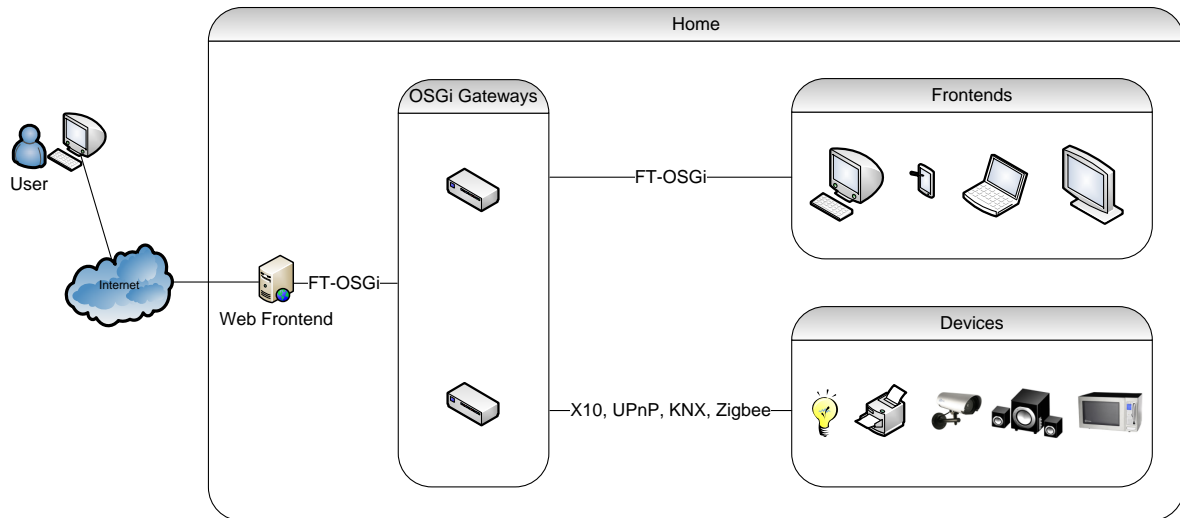 Home
OSGi Gateways
Frontends
User
FT-OSGi
Internet
FT-OSGi
Web Frontend
Devices
X10, UPnP, KNX, Zigbee